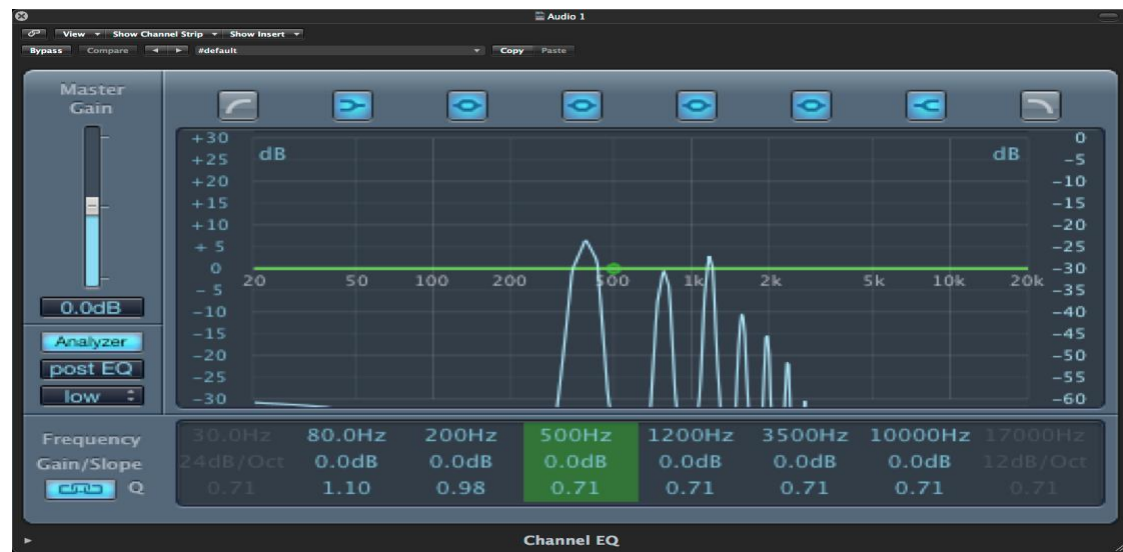 Audio 1
View Show Channel Strip Show Insert
Bypass Compare #default Copy Paste
Master
Gain
+30 dB dB 0
+25 -5
+20 -10
+15 -15
+10 -20
+ 5 -25
0 20 50 100 200 500 1k 2k 5k 10k 20k -30
- 5 -35
0.0dB -10 -40
Analyzer -15 -45
post EQ -20 -50
-25 -55
low -30 -60
Frequency 30.0Hz 80.0Hz 200Hz 500Hz 1200Hz 3500Hz 10000Hz 17000Hz
Gain/Slope 24dB/Oct 0.0dB 0.0dB 0.0dB 0.0dB 0.0dB 0.0dB 12dB/Oct
Q 0.71 1.10 0.98 0.71 0.71 0.71 0.71 0.71
Channel EQ